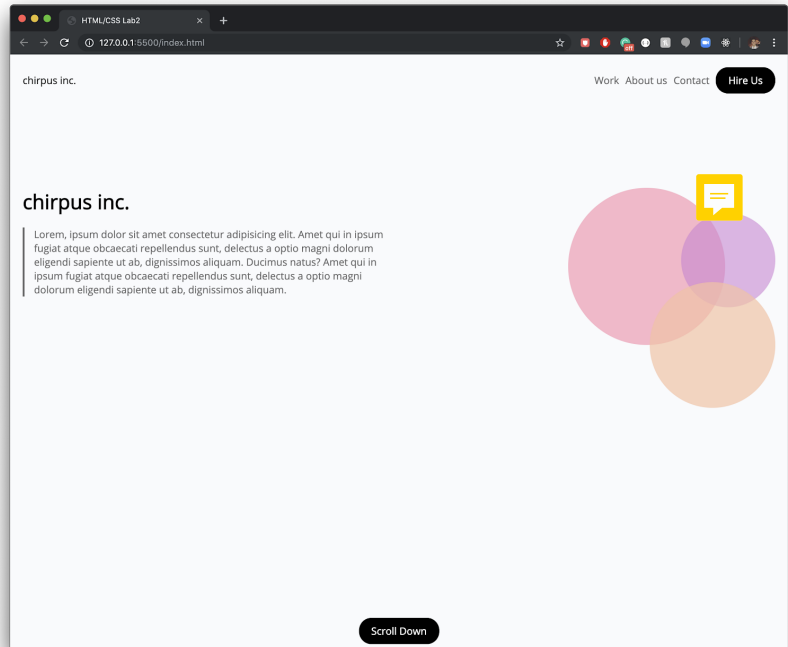 HTML/CSS Lab2
127.0.0.1:5500/index.html
off
chirpus inc.
Work About us Contact Hire Us
chirpus inc.
Lorem, ipsum dolor sit amet consectetur adipisicing elit. Amet qui in ipsum
fugiat atque obcaecati repellendus sunt, delectus a optio magni dolorum
eligendi sapiente ut ab, dignissimos aliquam. Ducimus natus? Amet qui in
ipsum fugiat atque obcaecati repellendus sunt, delectus a optio magni
dolorum eligendi sapiente ut ab, dignissimos aliquam.
Scroll Down